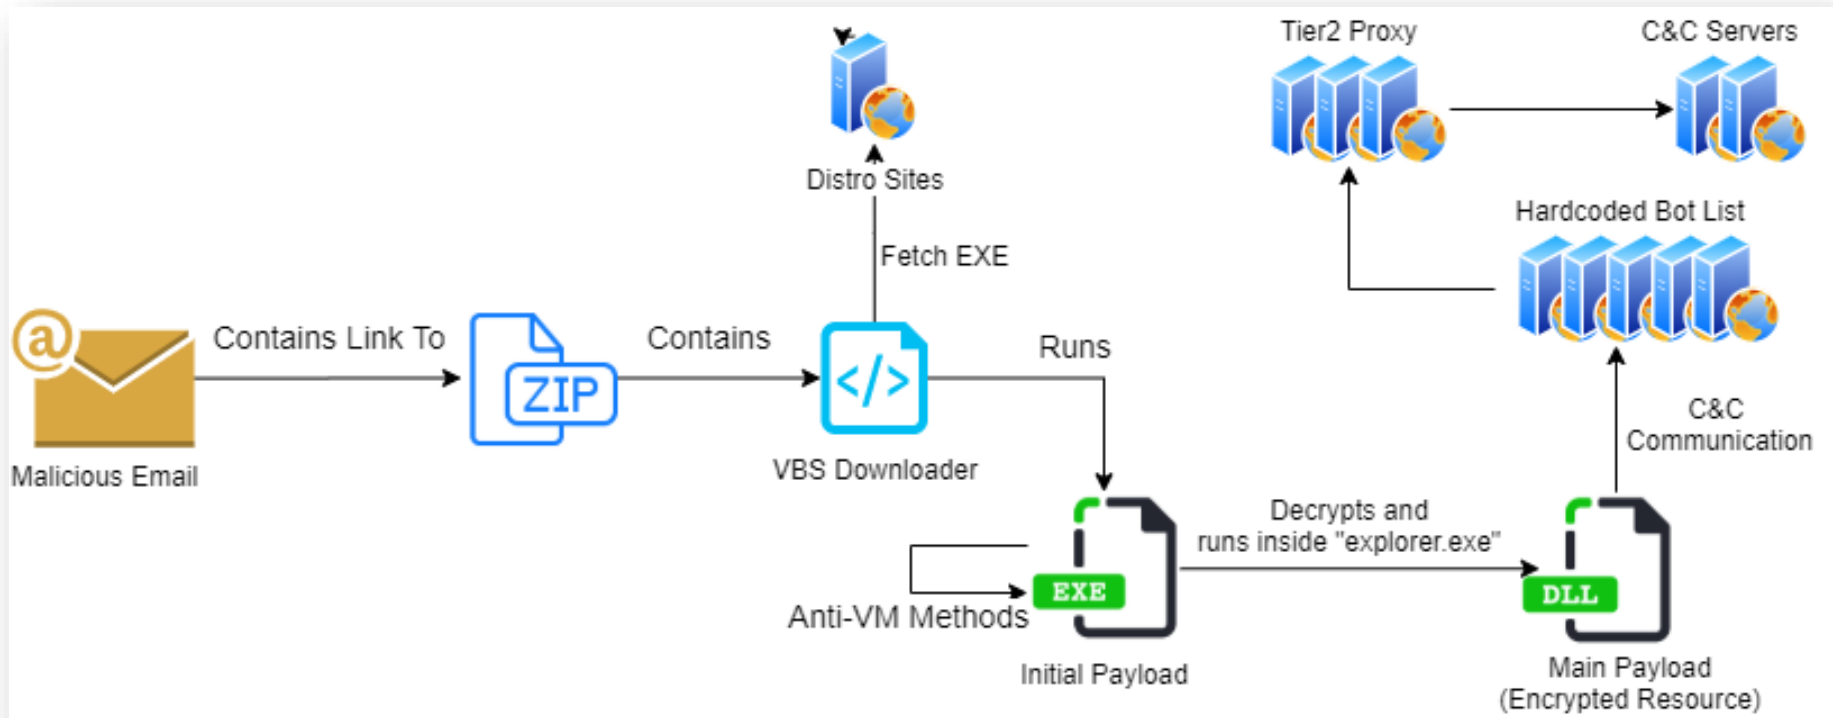 Tier2 Proxy
C&C Servers
Distro Sites
Hardcoded Bot List
Fetch EXE
@
Contains Link To
Contains
Runs
ZIP
</>
C&C
Communication
Malicious Email
VBS Downloader
Decrypts and
runs inside "explorer.exe"
EXE
DLL
Anti-VM Methods
Initial Payload
Main Payload
(Encrypted Resource)